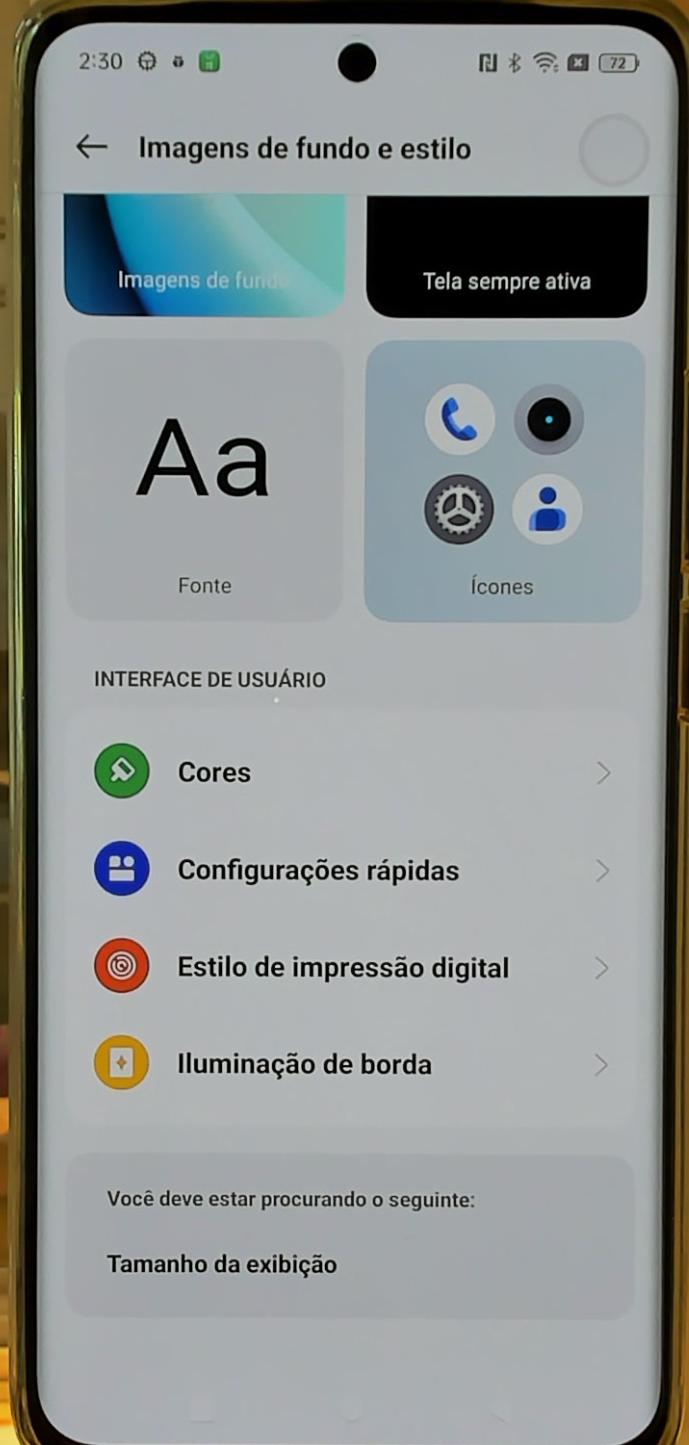 2:30
72
Imagens de fundo e estilo
Imagens de fundo
Tela sempre ativa
Aa
Fonte
Ícones
INTERFACE DE USUÁRIO
Cores
Configurações rápidas
Estilo de impressão digital
Iluminação de borda
Você deve estar procurando o seguinte:
Tamanho da exibição